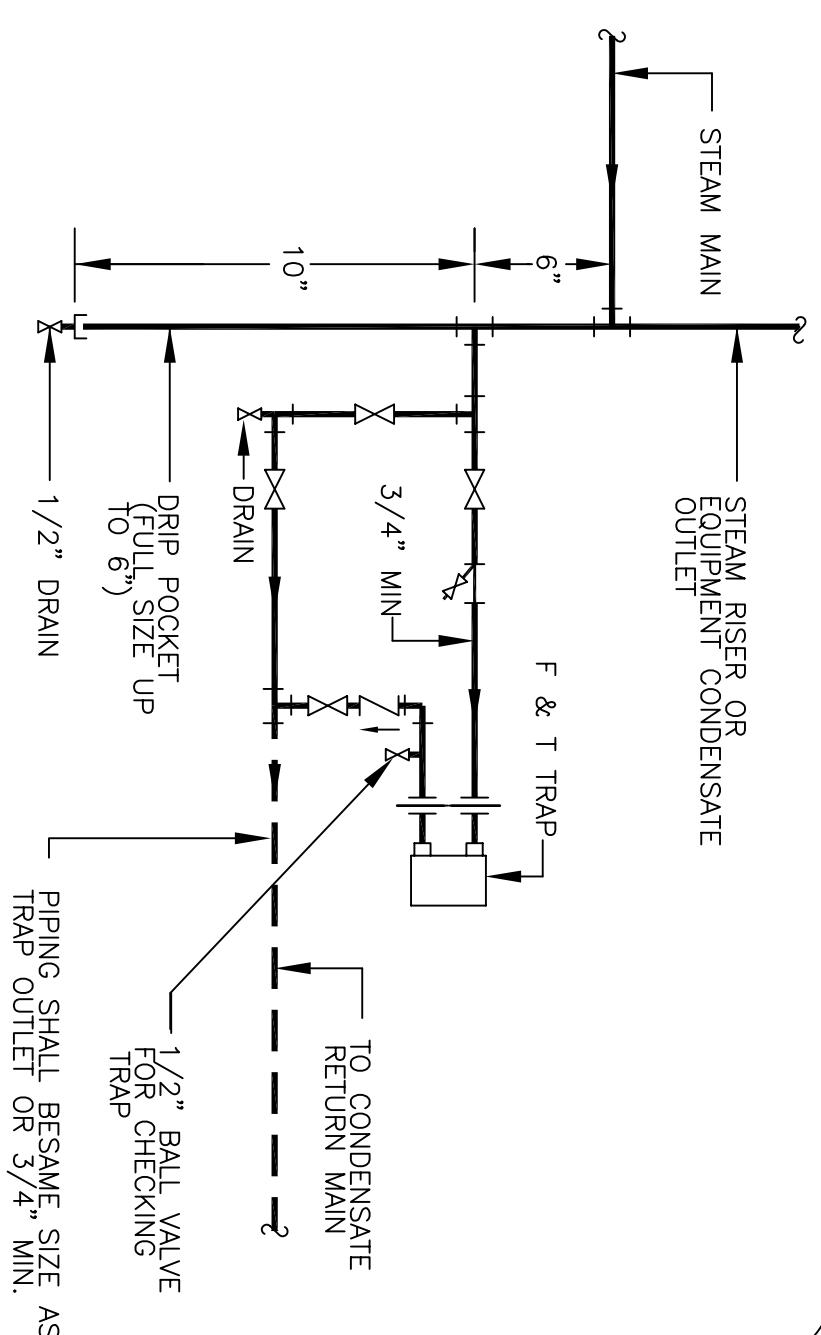 STEAM MAIN
6"
10"
STEAM RISER OR
EQUIPMENT CONDENSATE
OUTLET
F & T TRAP
3/4" MIN
DRAIN
DRIP POCKET
(FULL SIZE UP
TO 6")
1/2" DRAIN
TO CONDENSATE
RETURN MAIN
1/2" BALL VALVE
FOR CHECKING
TRAP
PIPING SHALL BESAME SIZE AS
TRAP OUTLET OR 3/4" MIN.